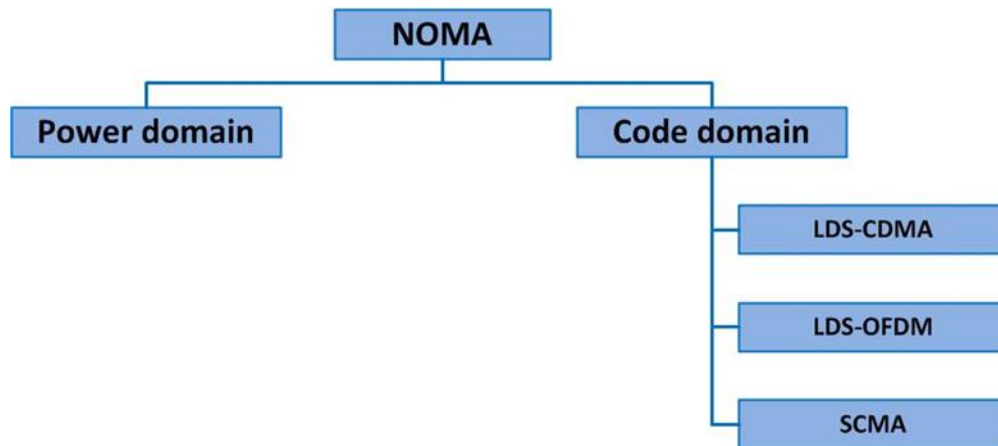 NOMA
Power domain
Code domain
LDS-CDMA
LDS-OFDM
SCMA